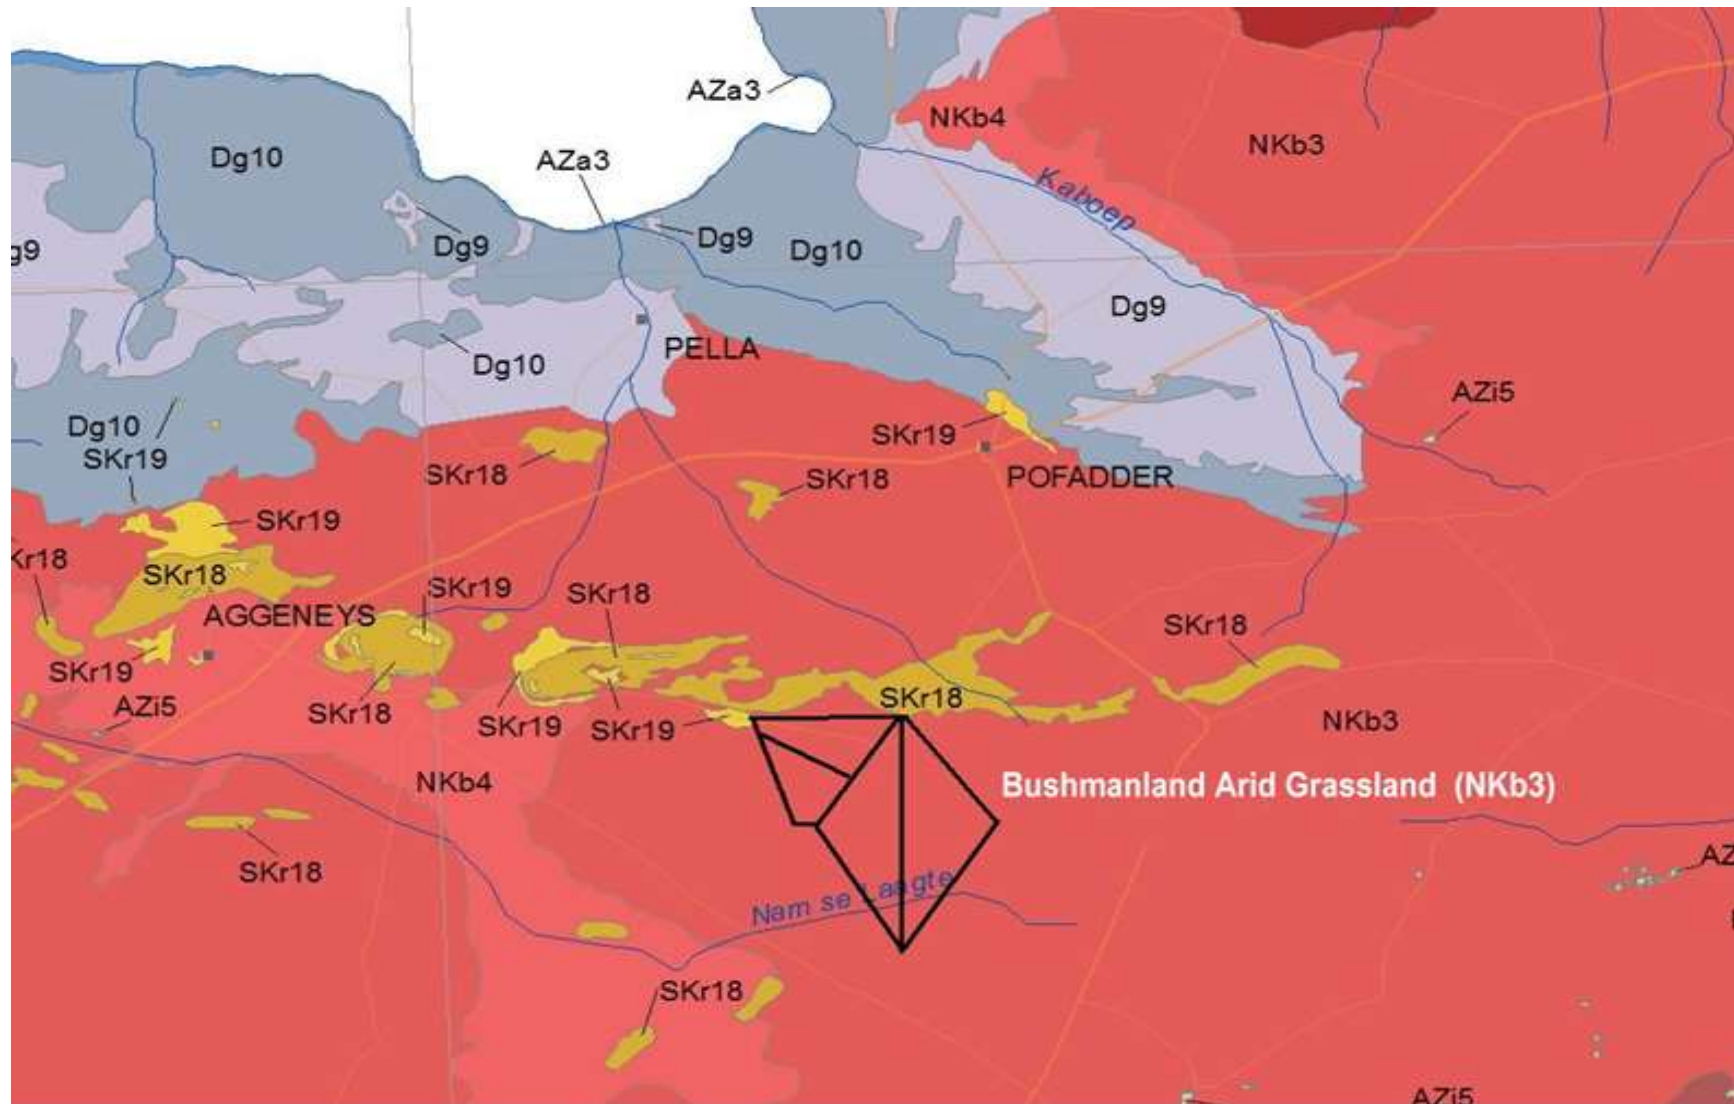 AZa3
NKb4
NKb3
Dg10
AZa3
Kaboep
g9
Dg9
Dg9
Dg10
Dg9
PELLA
Dg10
AZi5
Dg10
SKr19
SKr19
SKr18
SKr18
POFADDER
SKr19
Kr18
SKr18
SKr19
SKr18
AGGENEYS
SKr18
SKr19
AZi5
SKr18
SKr19
SKr19
SKr18
NKb3
NKb4
Bushmanland Arid Grassland (NKb3)
SKr18
AZ
Nam se Laagte
SKr18
AZi5